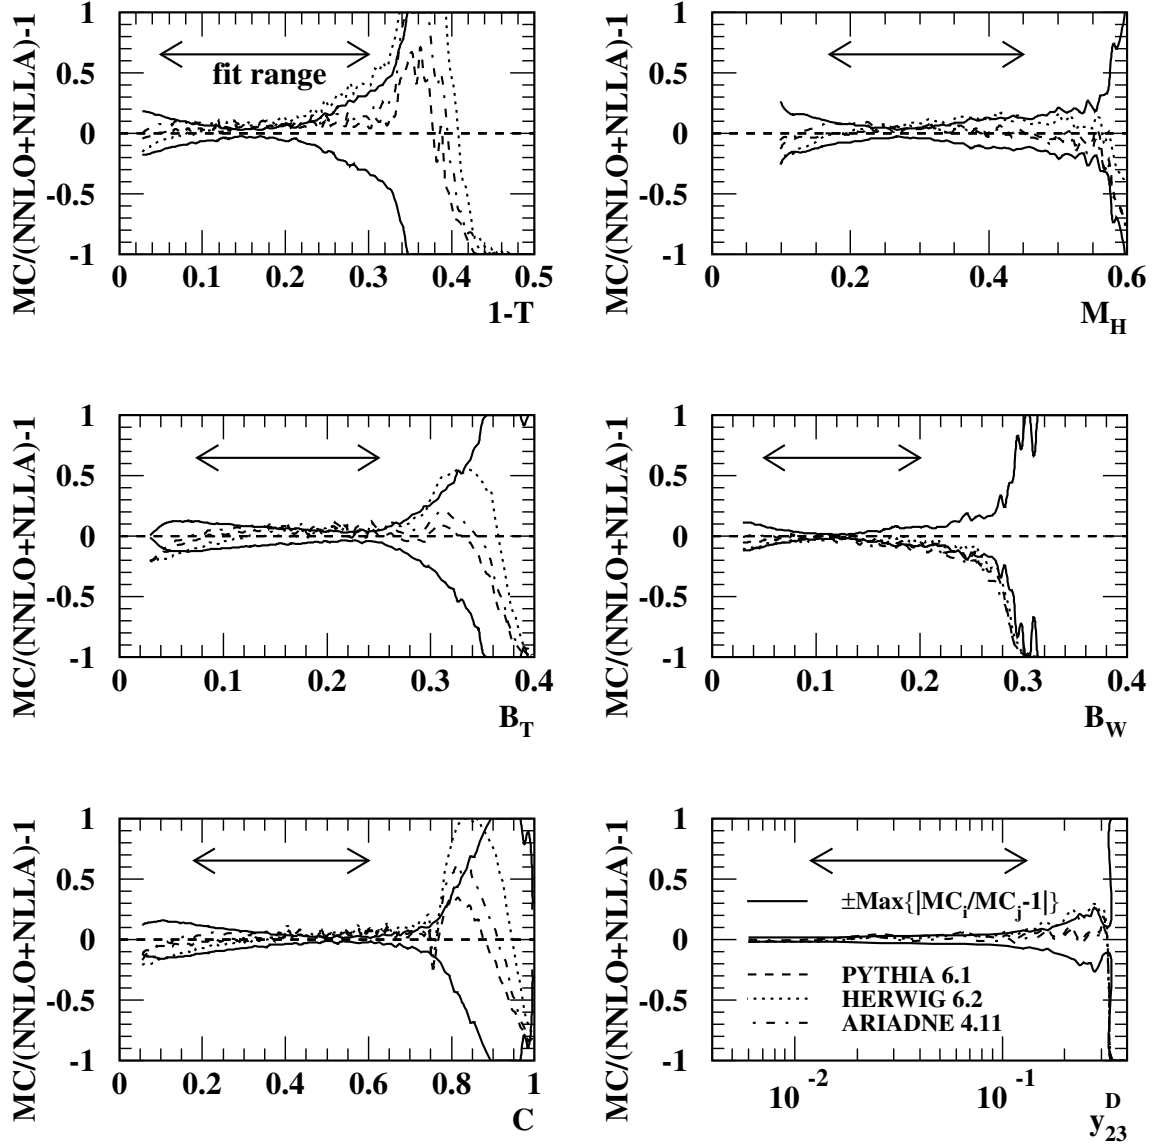 MC/(NNLO+NLLA)-1
1
0.5
0
-0.5
-1
fit range
0 0.1 0.2 0.3 0.4 0.5
1-T
MC/(NNLO+NLLA)-1
1
0.5
0
-0.5
-1
0 0.2 0.4 0.6
M_H
MC/(NNLO+NLLA)-1
1
0.5
0
-0.5
-1
0 0.1 0.2 0.3 0.4
B_T
MC/(NNLO+NLLA)-1
1
0.5
0
-0.5
-1
0 0.1 0.2 0.3 0.4
B_W
MC/(NNLO+NLLA)-1
1
0.5
0
-0.5
-1
0 0.2 0.4 0.6 0.8 1
C
MC/(NNLO+NLLA)-1
1
0.5
0
-0.5
-1
±Max{|MC_i/MC_j-1|}
PYTHIA 6.1
HERWIG 6.2
ARIADNE 4.11
10^-2 10^-1
y_23^D